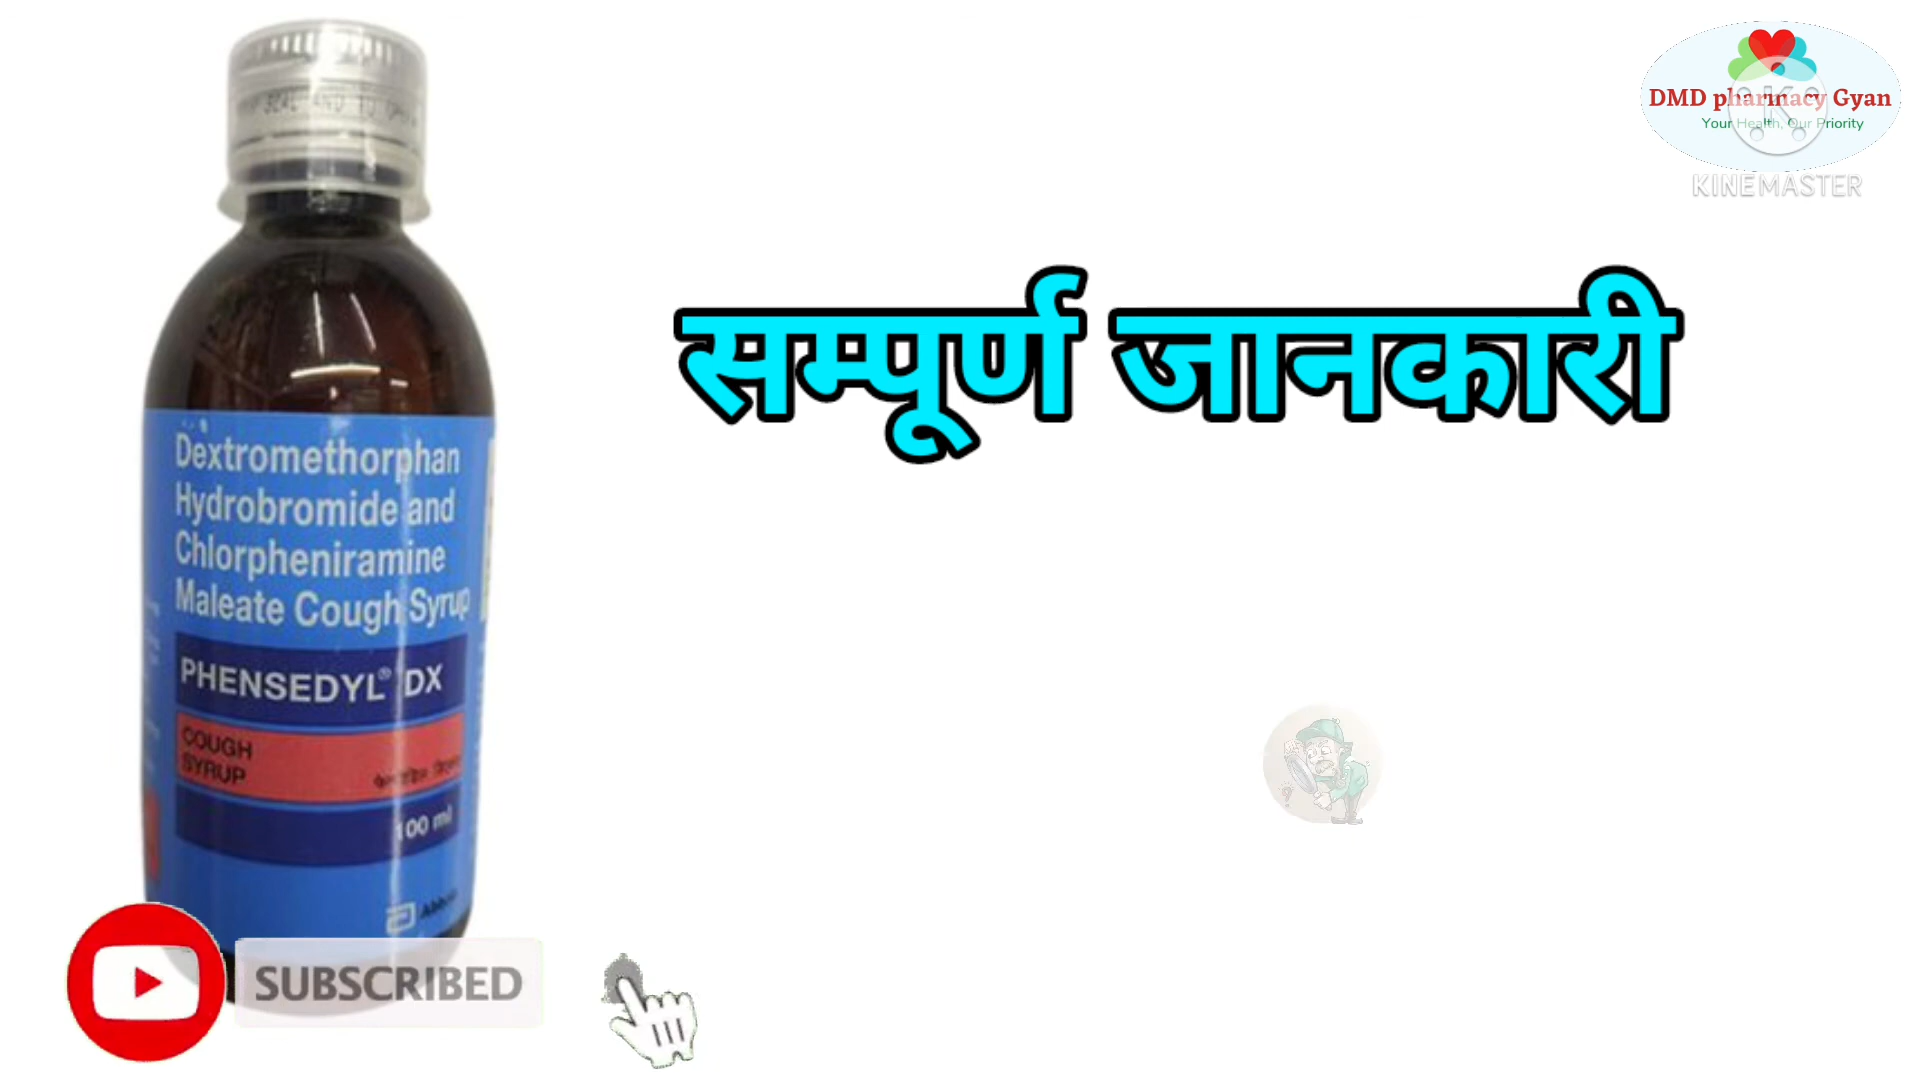 DMD pharmacy Gyan
Your Health, Our Priority
KINEMASTER
सम्पूर्ण जानकारी
Dextromethorphan
Hydrobromide and
Chlorpheniramine
Maleate Cough Syrup
PHENSEDYL® DX
COUGH
SYRUP
100 ml
Abbott
SUBSCRIBED